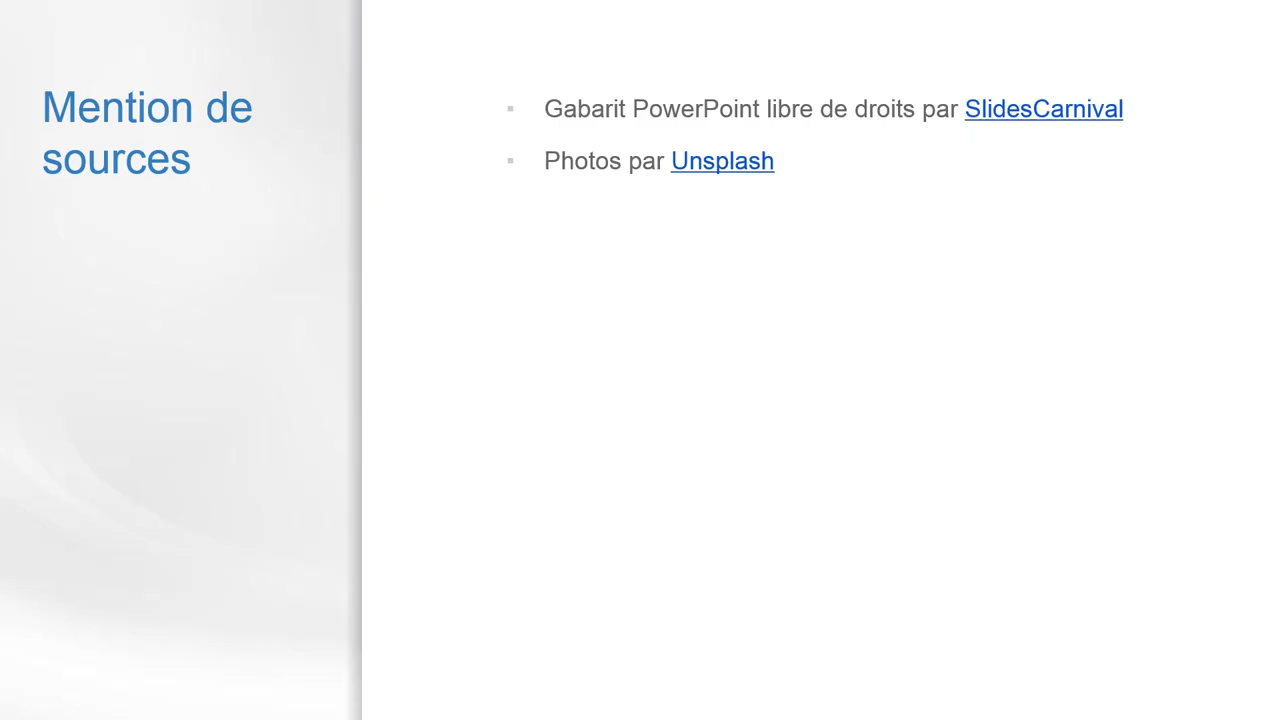 Mention de
sources
Gabarit PowerPoint libre de droits par SlidesCarnival
Photos par Unsplash